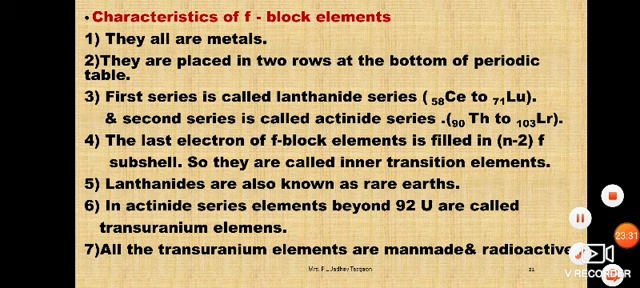 • Characteristics of f - block elements
1) They all are metals.
2)They are placed in two rows at the bottom of periodic
table.
3) First series is called lanthanide series ( 58Ce to 71Lu).
& second series is called actinide series .(90 Th to 103Lr).
4) The last electron of f-block elements is filled in (n-2) f
subshell. So they are called inner transition elements.
5) Lanthanides are also known as rare earths.
6) In actinide series elements beyond 92 U are called
transuranium elemens.
7)All the transuranium elements are manmade& radioactive
23:31
V RECORDER
Mrs. P L Jadhav Tasgaon
21